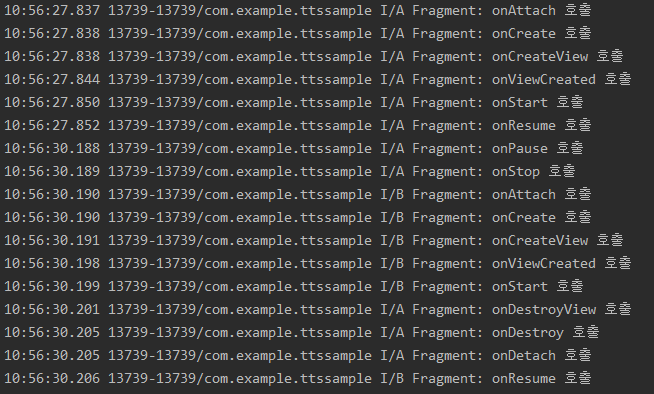 10:56:27.837 13739-13739/com.example.ttssample I/A Fragment: onAttach 호출
10:56:27.838 13739-13739/com.example.ttssample I/A Fragment: onCreate 호출
10:56:27.838 13739-13739/com.example.ttssample I/A Fragment: onCreateView 호출
10:56:27.844 13739-13739/com.example.ttssample I/A Fragment: onViewCreated 호출
10:56:27.850 13739-13739/com.example.ttssample I/A Fragment: onStart 호출
10:56:27.852 13739-13739/com.example.ttssample I/A Fragment: onResume 호출
10:56:30.188 13739-13739/com.example.ttssample I/A Fragment: onPause 호출
10:56:30.189 13739-13739/com.example.ttssample I/A Fragment: onStop 호출
10:56:30.190 13739-13739/com.example.ttssample I/B Fragment: onAttach 호출
10:56:30.190 13739-13739/com.example.ttssample I/B Fragment: onCreate 호출
10:56:30.191 13739-13739/com.example.ttssample I/B Fragment: onCreateView 호출
10:56:30.198 13739-13739/com.example.ttssample I/B Fragment: onViewCreated 호출
10:56:30.199 13739-13739/com.example.ttssample I/B Fragment: onStart 호출
10:56:30.201 13739-13739/com.example.ttssample I/A Fragment: onDestroyView 호출
10:56:30.205 13739-13739/com.example.ttssample I/A Fragment: onDestroy 호출
10:56:30.205 13739-13739/com.example.ttssample I/A Fragment: onDetach 호출
10:56:30.206 13739-13739/com.example.ttssample I/B Fragment: onResume 호출